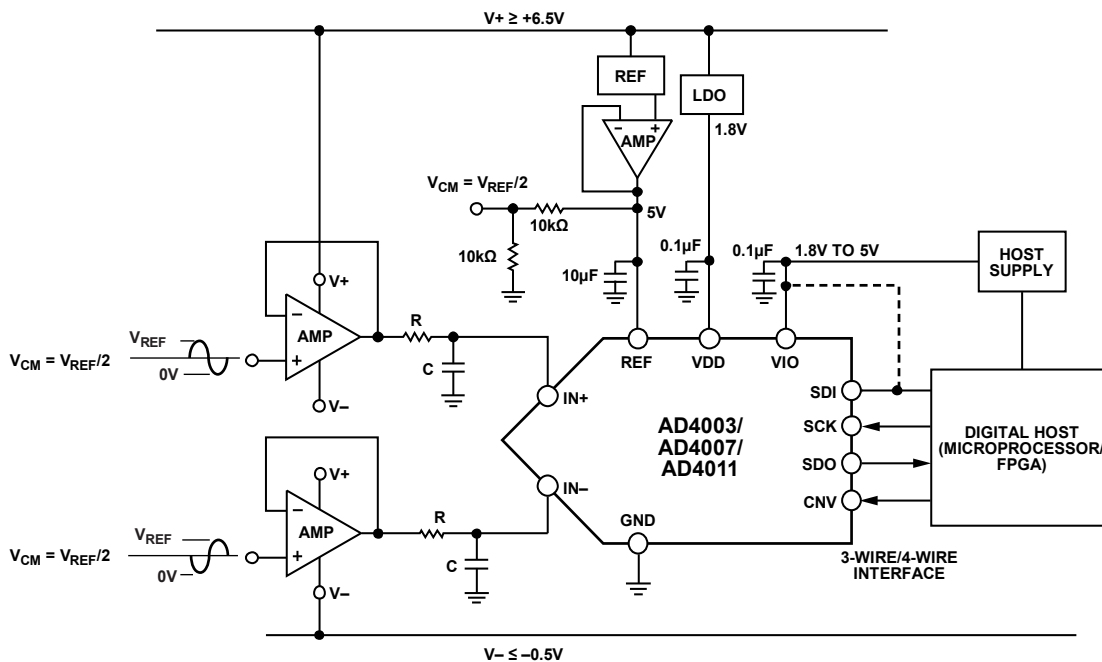 V+ ≥ +6.5V
REF
LDO
AMP
– +
1.8V
V_CM = V_REF/2
5V
10kΩ
10kΩ
10µF
0.1µF
0.1µF
1.8V TO 5V
HOST
SUPPLY
V+
–
AMP
+
V–
V_REF
0V
V_CM = V_REF/2
R
C
REF
VDD
VIO
IN+
IN–
GND
AD4003/
AD4007/
AD4011
SDI
SCK
SDO
CNV
DIGITAL HOST
(MICROPROCESSOR/
FPGA)
3-WIRE/4-WIRE
INTERFACE
V+
–
AMP
+
V–
V_REF
0V
V_CM = V_REF/2
R
C
V– ≤ –0.5V